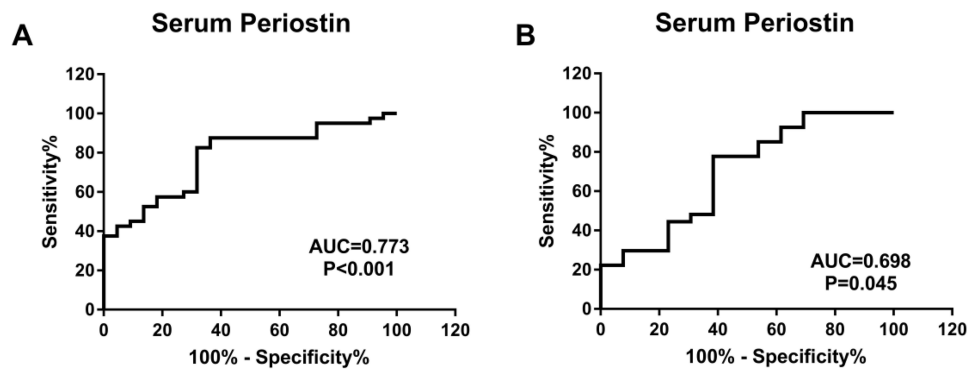 A
Serum Periostin
Sensitivity%
120
100
80
60
40
20
0
AUC=0.773
P<0.001
0 20 40 60 80 100 120
100% - Specificity%
B
Serum Periostin
Sensitivity%
120
100
80
60
40
20
0
AUC=0.698
P=0.045
0 20 40 60 80 100 120
100% - Specificity%